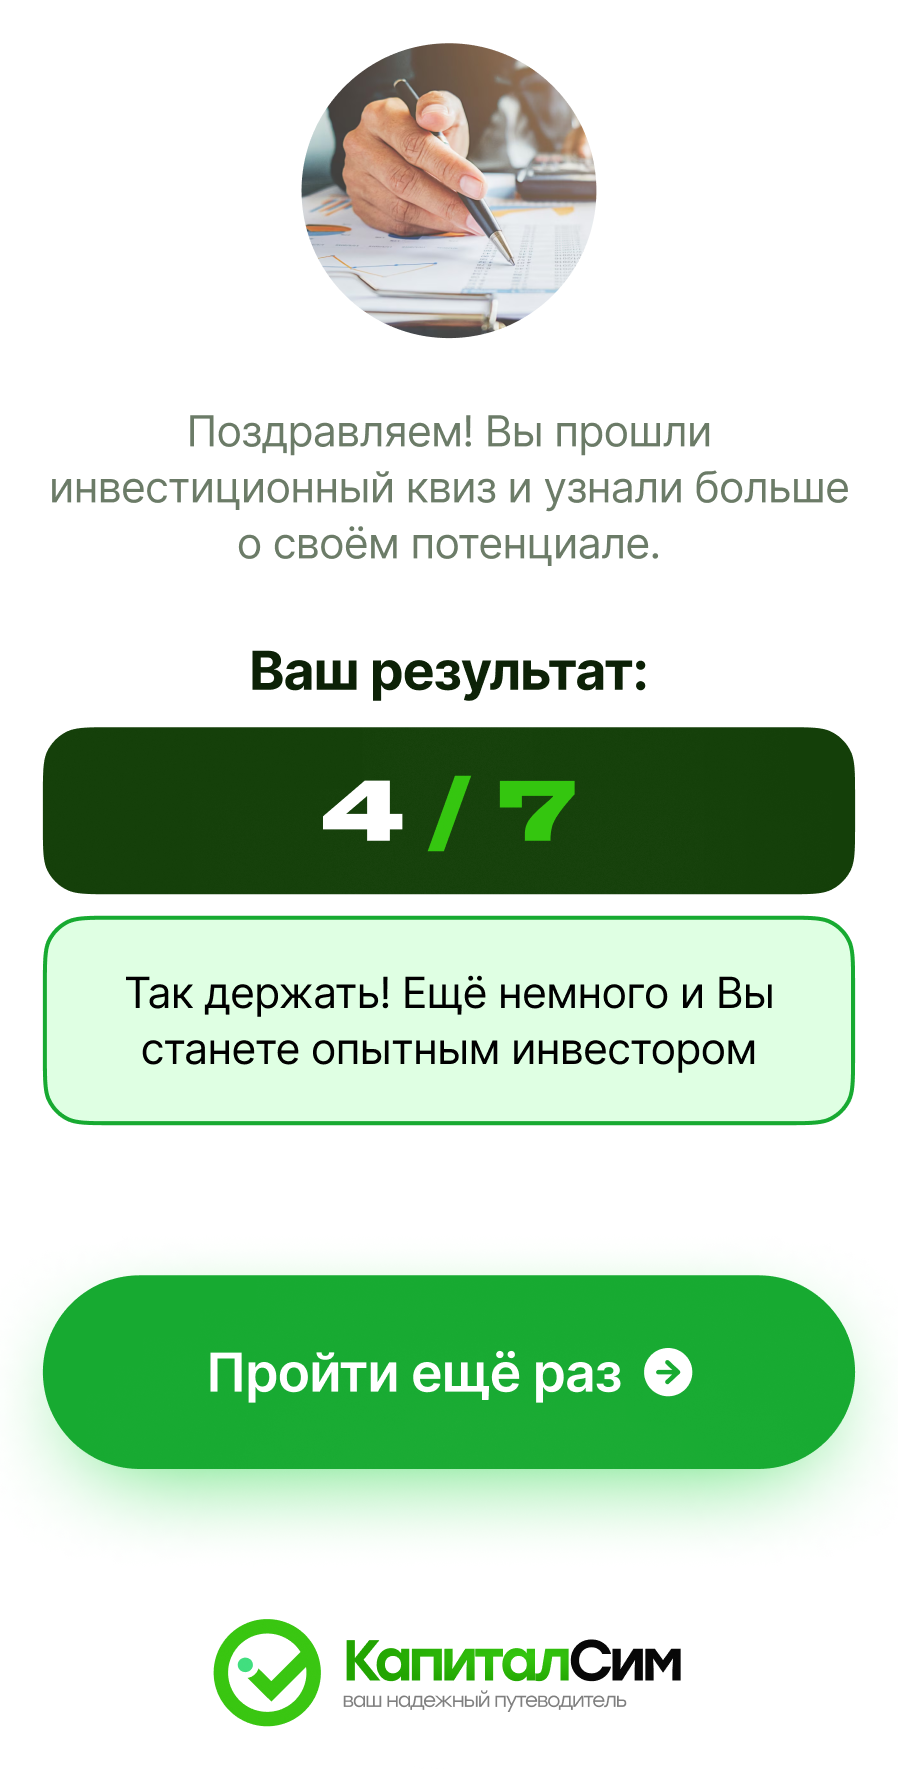 Поздравляем! Вы прошли
инвестиционный квиз и узнали больше
о своём потенциале.
Ваш результат:
4 / 7
Так держать! Ещё немного и Вы
станете опытным инвестором
Пройти ещё раз
КапиталСим
ваш надежный путеводитель